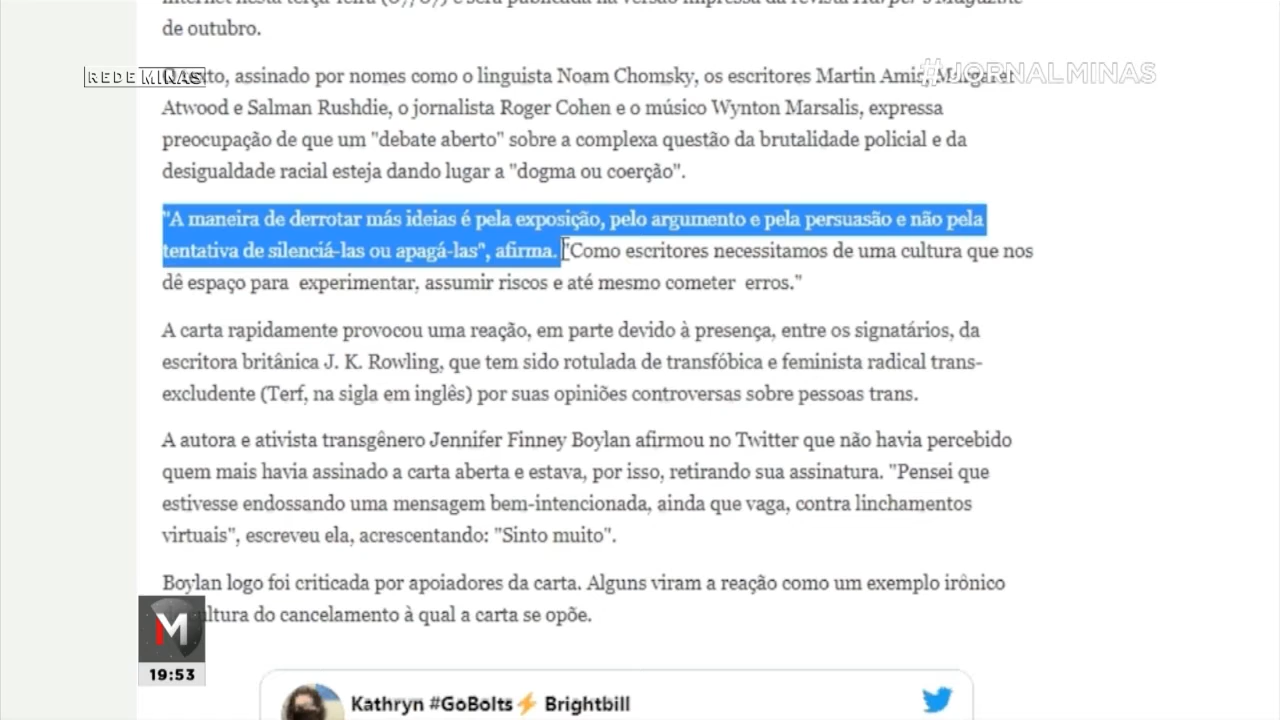 de outubro.
REDE MINAS
#JORNALMINAS
assinado por nomes como o linguista Noam Chomsky, os escritores Martin Amis, Margaret
Atwood e Salman Rushdie, o jornalista Roger Cohen e o músico Wynton Marsalis, expressa
preocupação de que um "debate aberto" sobre a complexa questão da brutalidade policial e da
desigualdade racial esteja dando lugar a "dogma ou coerção".
"A maneira de derrotar más ideias é pela exposição, pelo argumento e pela persuasão e não pela
tentativa de silenciá-las ou apagá-las", afirma. "Como escritores necessitamos de uma cultura que nos
dê espaço para experimentar, assumir riscos e até mesmo cometer erros."
A carta rapidamente provocou uma reação, em parte devido à presença, entre os signatários, da
escritora britânica J. K. Rowling, que tem sido rotulada de transfóbica e feminista radical trans-
excludente (Terf, na sigla em inglês) por suas opiniões controversas sobre pessoas trans.
A autora e ativista transgênero Jennifer Finney Boylan afirmou no Twitter que não havia percebido
quem mais havia assinado a carta aberta e estava, por isso, retirando sua assinatura. "Pensei que
estivesse endossando uma mensagem bem-intencionada, ainda que vaga, contra linchamentos
virtuais", escreveu ela, acrescentando: "Sinto muito".
Boylan logo foi criticada por apoiadores da carta. Alguns viram a reação como um exemplo irônico
cultura do cancelamento à qual a carta se opõe.
M
19:53
Kathryn #GoBolts⚡ Brightbill